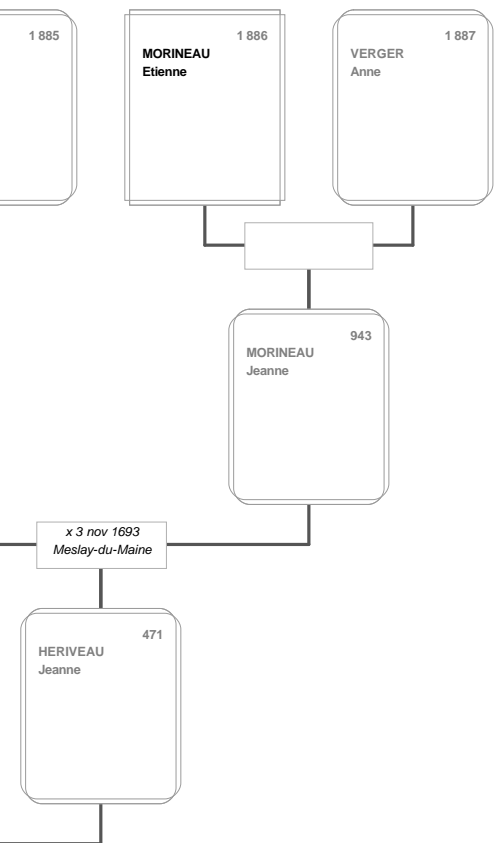 1 885
1 886
MORINEAU
Etienne
1 887
VERGER
Anne
943
MORINEAU
Jeanne
x 3 nov 1693
Meslay-du-Maine
471
HERIVEAU
Jeanne